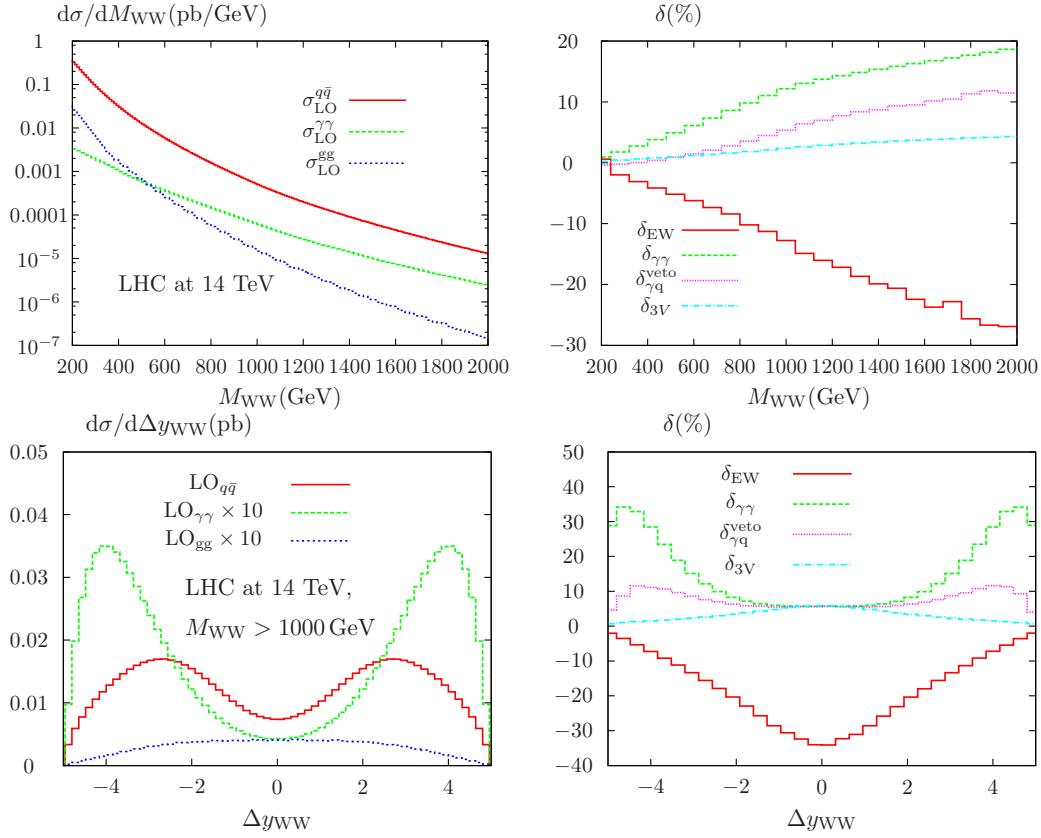 dσ/dM_WW(pb/GeV)
1
0.1
0.01
0.001
0.0001
10^−5
10^−6
10^−7
σ_LO^qq̄
σ_LO^γγ
σ_LO^gg
LHC at 14 TeV
200 400 600 800 1000 1200 1400 1600 1800 2000
M_WW(GeV)
δ(%)
20
10
0
−10
−20
−30
δ_EW
δ_γγ
δ_γq^veto
δ_3V
200 400 600 800 1000 1200 1400 1600 1800 2000
M_WW(GeV)
dσ/dΔy_WW(pb)
0.05
0.04
0.03
0.02
0.01
0
LO_qq̄
LO_γγ × 10
LO_gg × 10
LHC at 14 TeV,
M_WW > 1000 GeV
−4 −2 0 2 4
Δy_WW
δ(%)
50
40
30
20
10
0
−10
−20
−30
−40
δ_EW
δ_γγ
δ_γq^veto
δ_3V
−4 −2 0 2 4
Δy_WW